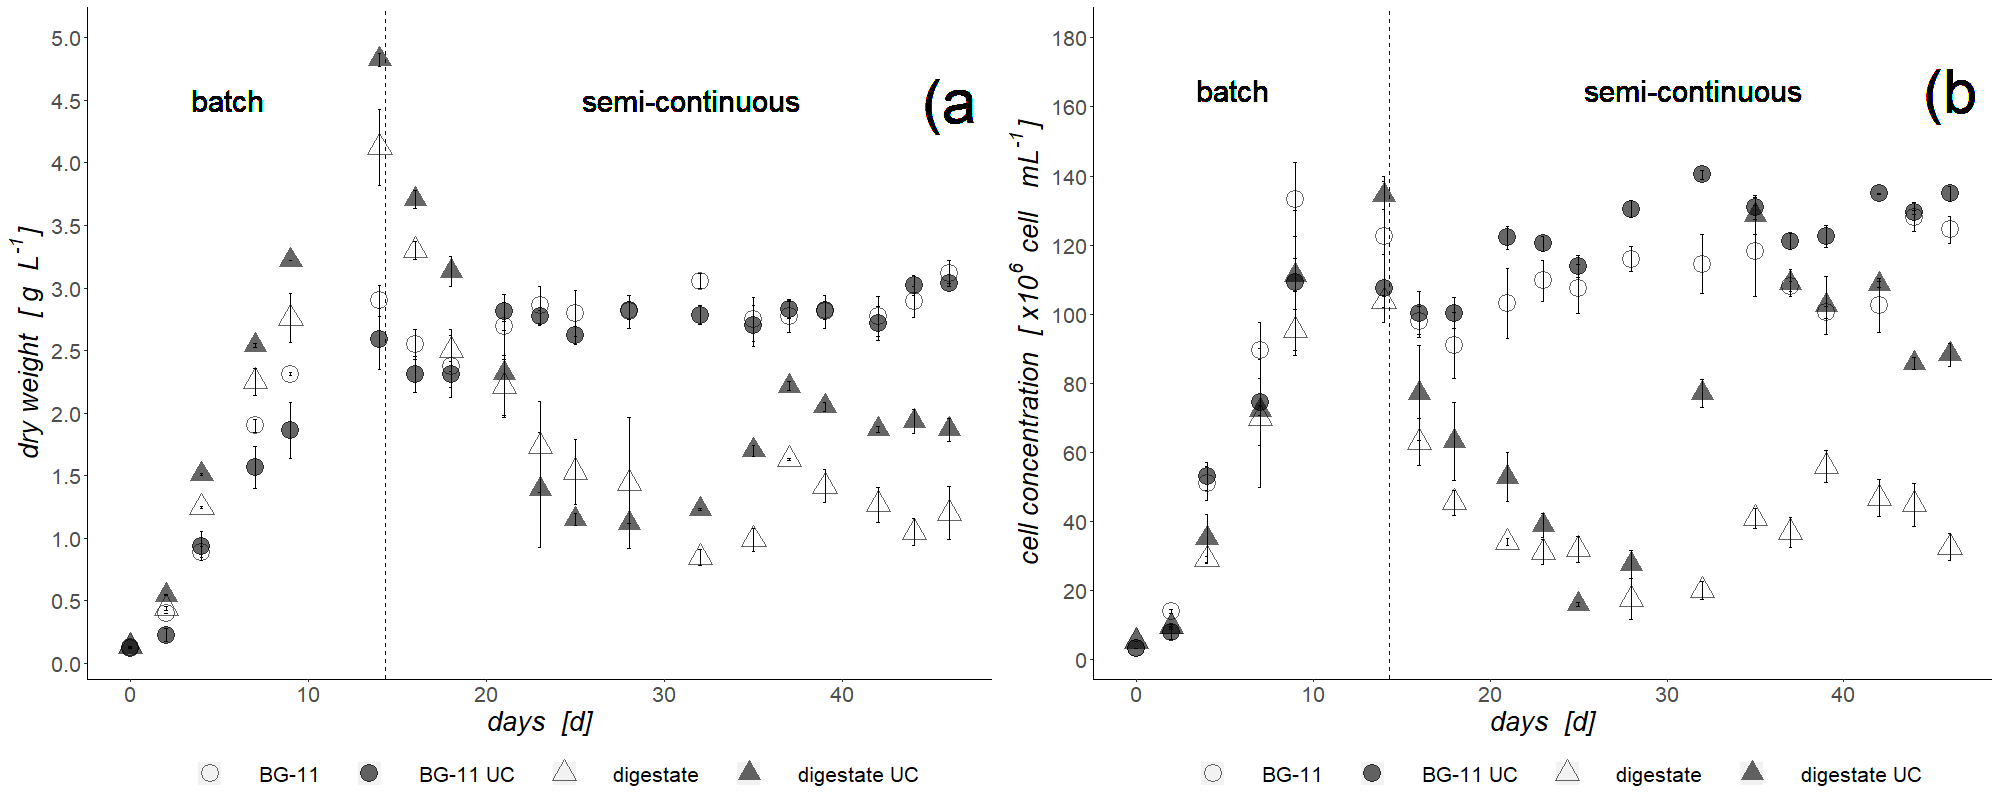 5.0
4.5
4.0
3.5
3.0
2.5
2.0
1.5
1.0
0.5
0.0
dry weight [ g L-1]
batch
semi-continuous
(a
0 10 20 30 40
days [d]
BG-11 BG-11 UC digestate digestate UC
180
160
140
120
100
80
60
40
20
0
cell concentration [ x10^6 cell mL-1 ]
batch
semi-continuous
(b
0 10 20 30 40
days [d]
BG-11 BG-11 UC digestate digestate UC